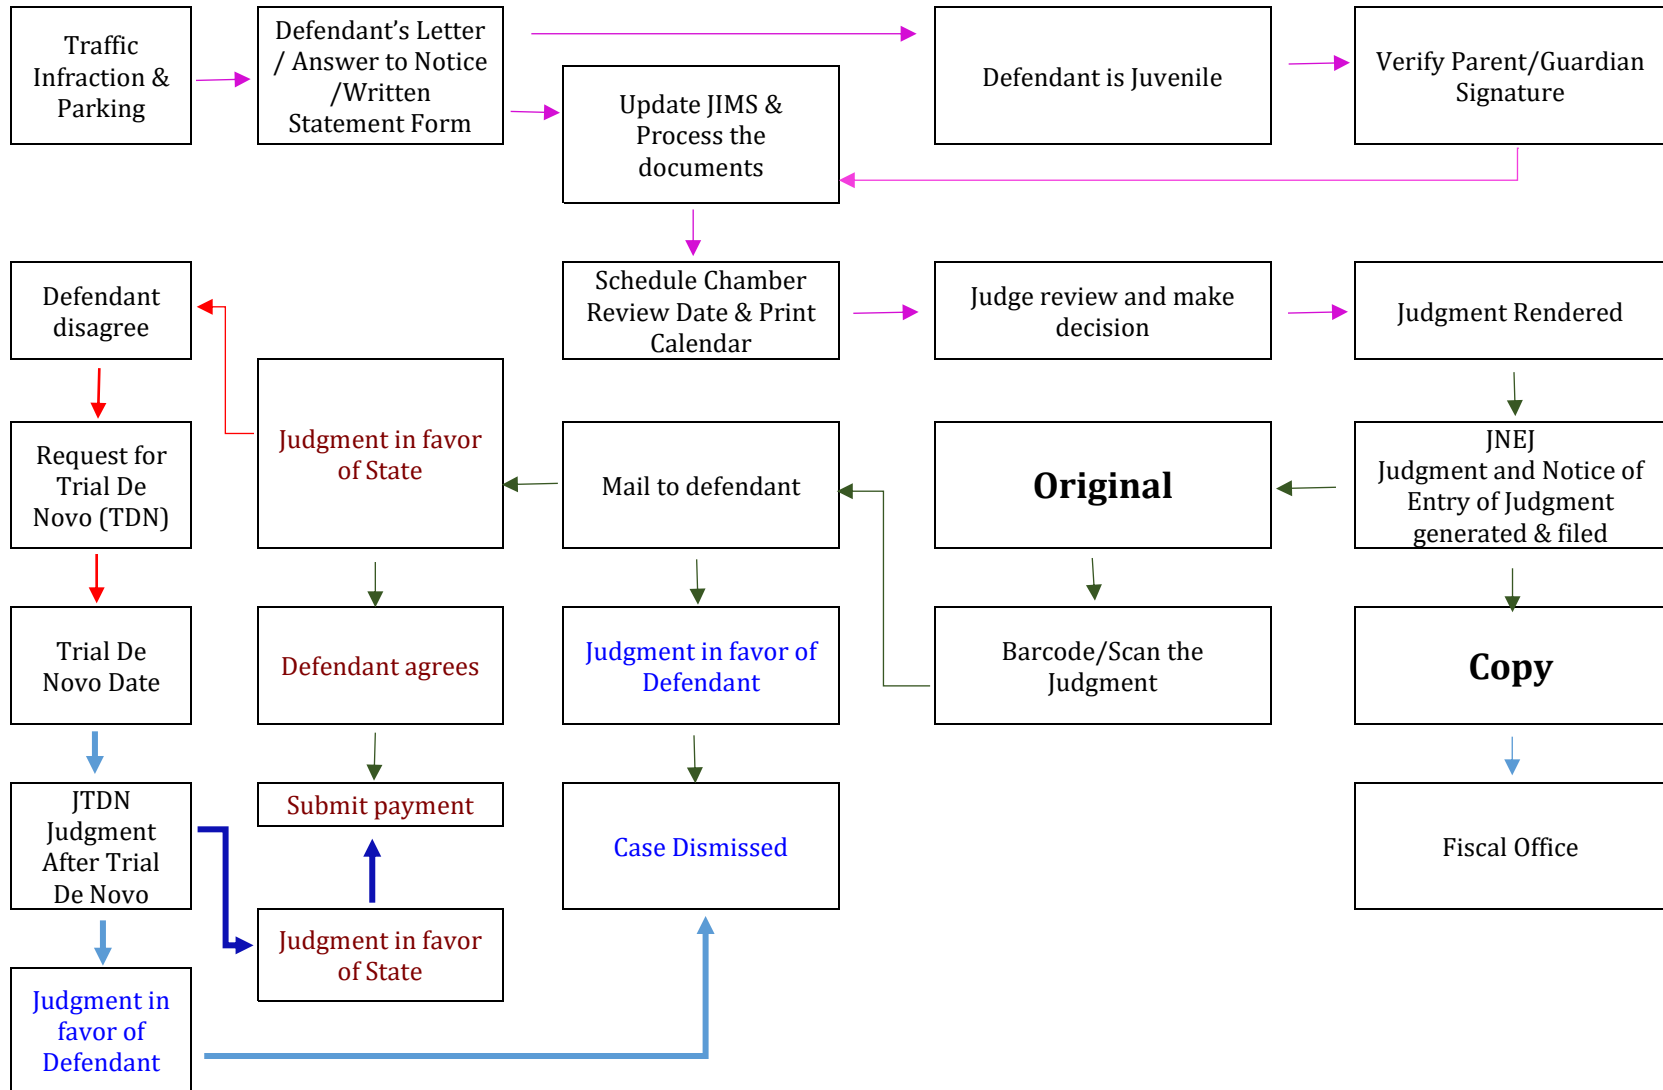 Traffic
Infraction &
Parking
Defendant’s Letter
/ Answer to Notice
/Written
Statement Form
Update JIMS &
Process the
documents
Defendant is Juvenile
Verify Parent/Guardian
Signature
Defendant
disagree
Schedule Chamber
Review Date & Print
Calendar
Judge review and make
decision
Judgment Rendered
Request for
Trial De
Novo (TDN)
Judgment in favor
of State
Mail to defendant
Original
JNEJ
Judgment and Notice of
Entry of Judgment
generated & filed
Trial De
Novo Date
Defendant agrees
Judgment in favor of
Defendant
Barcode/Scan the
Judgment
Copy
JTDN
Judgment
After Trial
De Novo
Submit payment
Case Dismissed
Fiscal Office
Judgment in favor
of State
Judgment in
favor of
Defendant